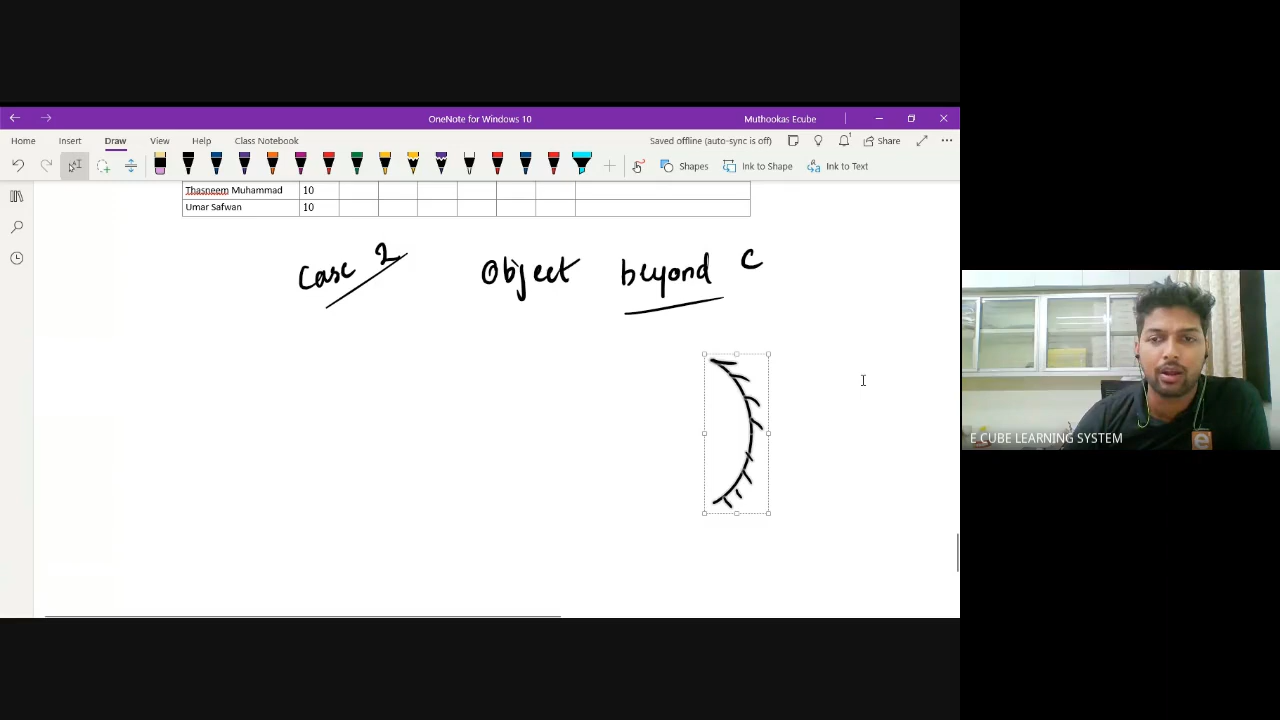 OneNote for Windows 10
Muthookas Ecube
Home Insert Draw View Help Class Notebook
Saved offline (auto-sync is off) Share
Shapes Ink to Shape Ink to Text
Thasneem Muhammad 10
Umar Safwan 10
Case 2 Object beyond C
E CUBE LEARNING SYSTEM